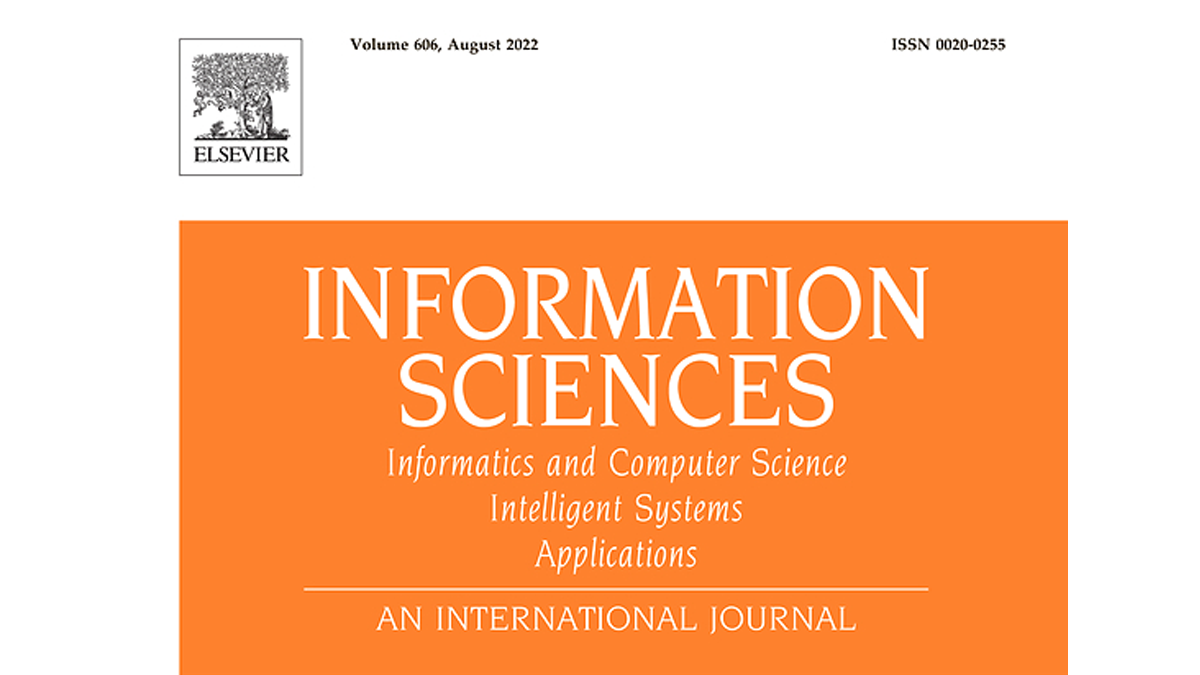 Volume 606, August 2022
ISSN 0020-0255
ELSEVIER
INFORMATION
SCIENCES
Informatics and Computer Science
Intelligent Systems
Applications
AN INTERNATIONAL JOURNAL